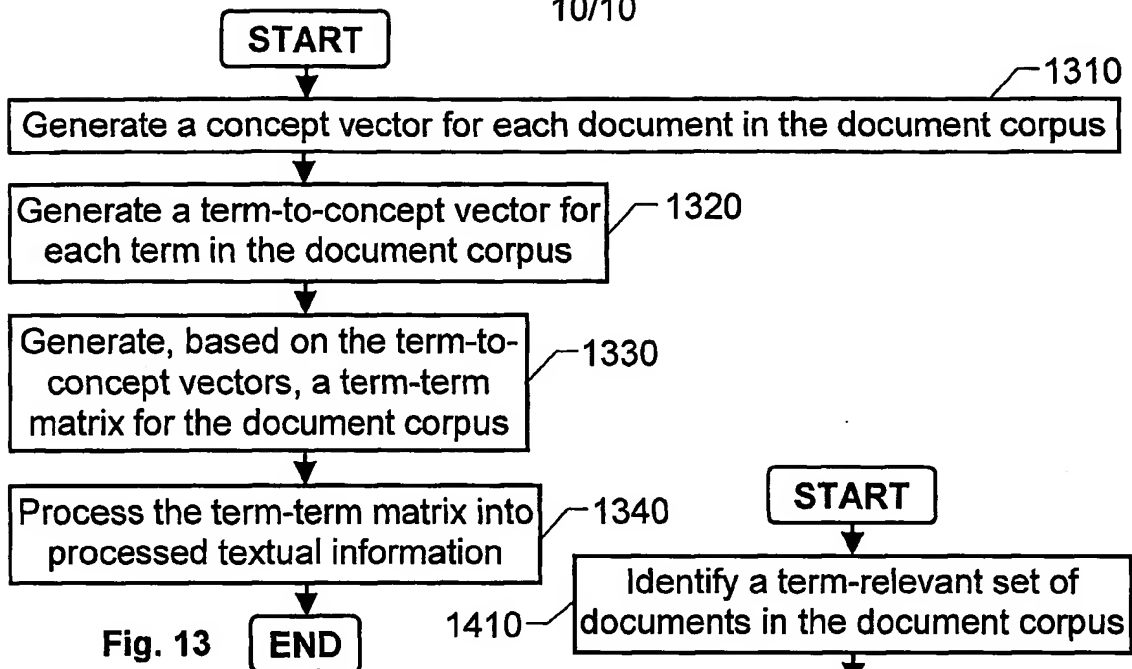 10/10
START
1310
Generate a concept vector for each document in the document corpus
Generate a term-to-concept vector for
each term in the document corpus
1320
Generate, based on the term-to-
concept vectors, a term-term
matrix for the document corpus
1330
Process the term-term matrix into
processed textual information
1340
END
Fig. 13
START
Identify a term-relevant set of
documents in the document corpus
1410